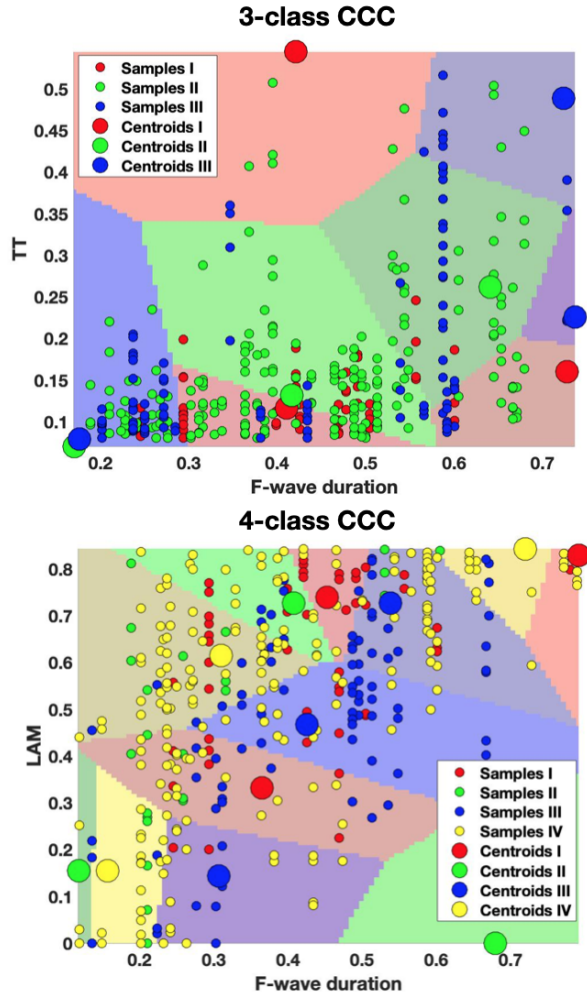 3-class CCC
Samples I
Samples II
Samples III
Centroids I
Centroids II
Centroids III
TT
0.5
0.45
0.4
0.35
0.3
0.25
0.2
0.15
0.1
0.2 0.3 0.4 0.5 0.6 0.7
F-wave duration
4-class CCC
LAM
0.8
0.7
0.6
0.5
0.4
0.3
0.2
0.1
0
Samples I
Samples II
Samples III
Samples IV
Centroids I
Centroids II
Centroids III
Centroids IV
0.2 0.3 0.4 0.5 0.6 0.7
F-wave duration